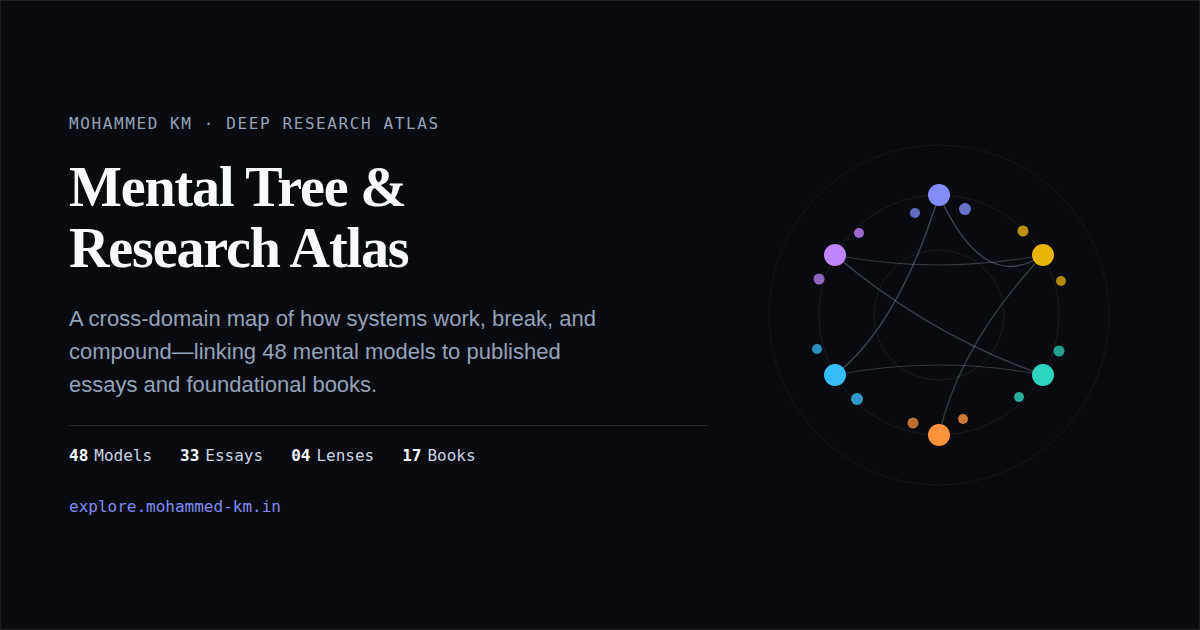 MOHAMMED KM · DEEP RESEARCH ATLAS
Mental Tree &
Research Atlas
A cross-domain map of how systems work, break, and
compound—linking 48 mental models to published
essays and foundational books.
48 Models 33 Essays 04 Lenses 17 Books
explore.mohammed-km.in